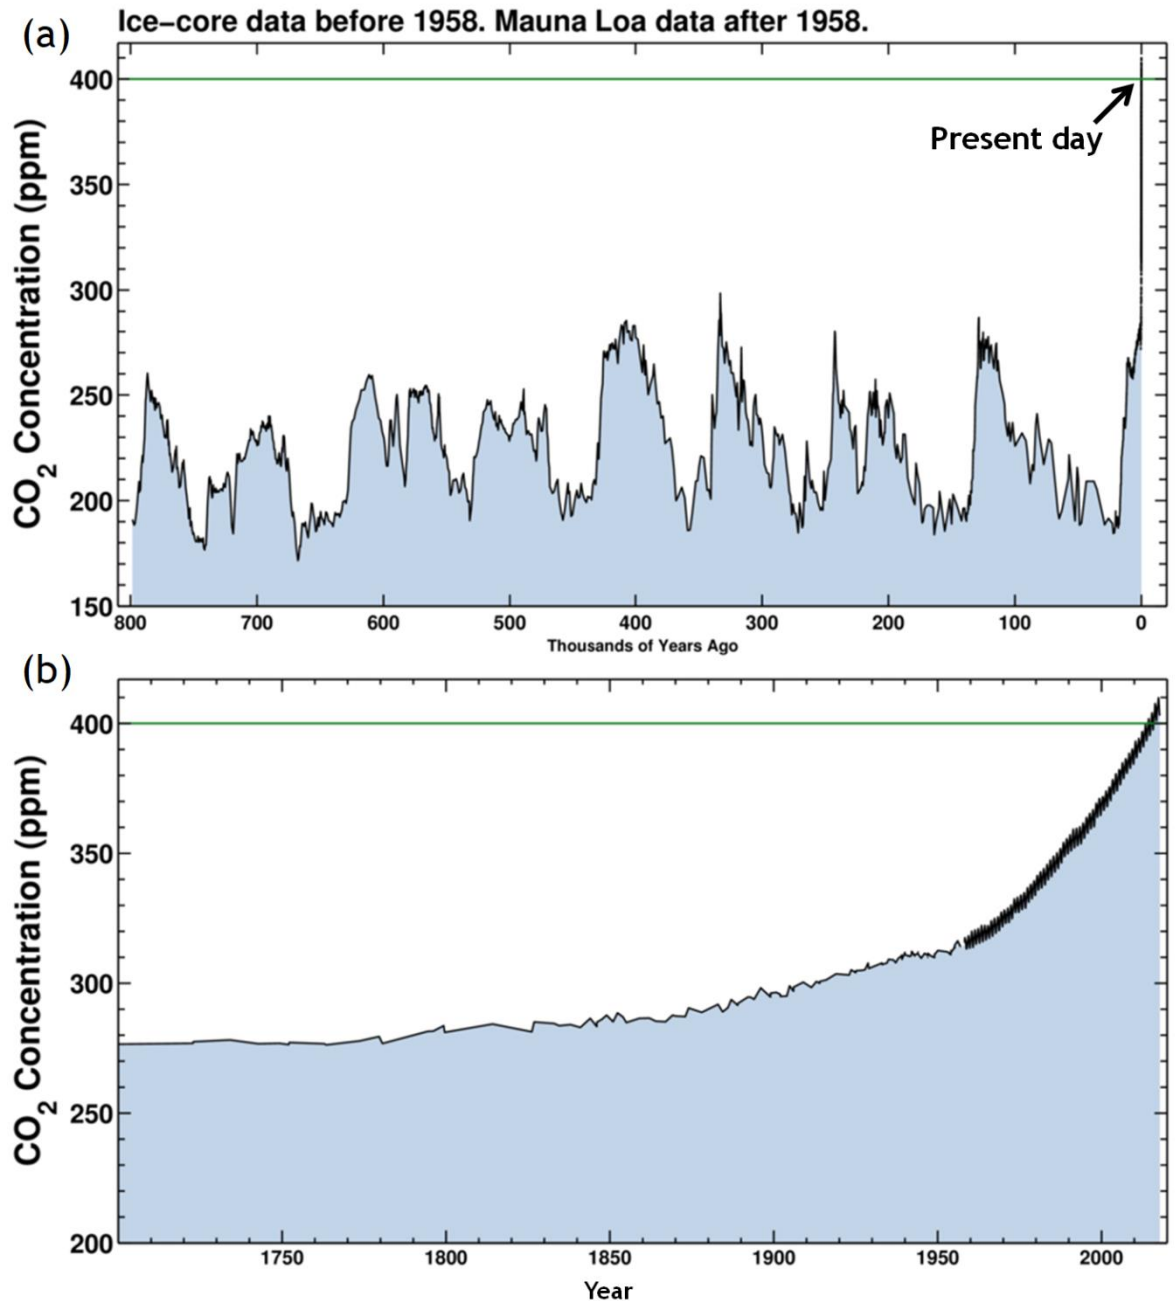 (a)
Ice-core data before 1958. Mauna Loa data after 1958.
400
350
300
250
200
150
CO2 Concentration (ppm)
Present day
800 700 600 500 400 300 200 100 0
Thousands of Years Ago
(b)
400
350
300
250
200
CO2 Concentration (ppm)
1750 1800 1850 1900 1950 2000
Year